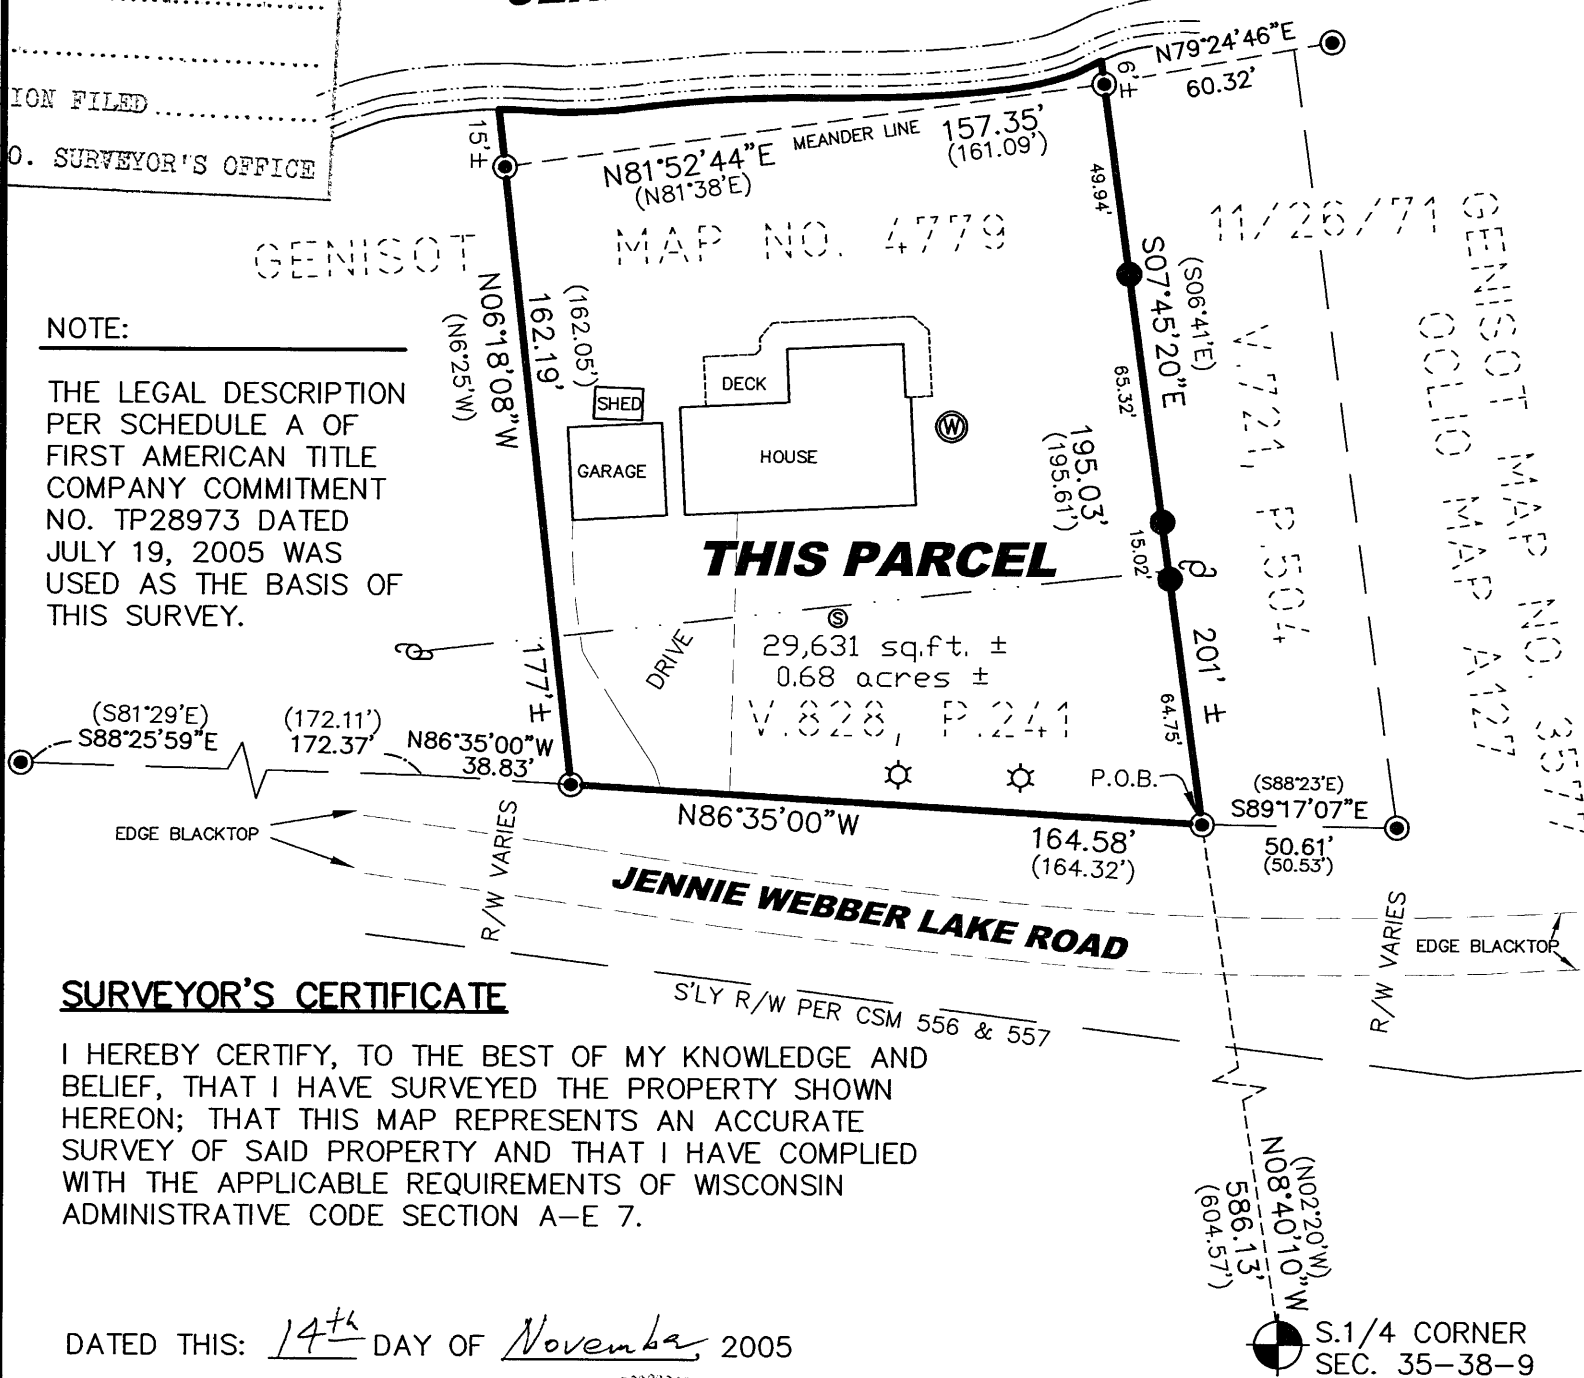 ION FILED
O. SURVEYOR'S OFFICE
N79°24'46"E
60.32'
6'±
15'±
MEANDER LINE
157.35'
(161.09')
N81°52'44"E
(N81°38'E)
49.94'
GENISOT
MAP NO. 4779
11/26/71
GENISOT MAP NO. 3577
OCLIO MAP A127
V.721, P.504
(S06°41'E)
S07°45'20"E
(162.05')
162.19'
N06°18'08"W
(N6°25'W)
NOTE:
THE LEGAL DESCRIPTION
PER SCHEDULE A OF
FIRST AMERICAN TITLE
COMPANY COMMITMENT
NO. TP28973 DATED
JULY 19, 2005 WAS
USED AS THE BASIS OF
THIS SURVEY.
DECK
SHED
GARAGE
HOUSE
W
65.32'
195.03'
(195.61')
15.02'
THIS PARCEL
S
29,631 sq.ft. ±
0.68 acres ±
V.828, P.241
DRIVE
177'±
201' ±
64.75'
(S81°29'E)
S88°25'59"E
(172.11')
172.37'
N86°35'00"W
38.83'
P.O.B.
(S88°23'E)
S89°17'07"E
50.61'
(50.53')
N86°35'00"W
164.58'
(164.32')
EDGE BLACKTOP
R/W VARIES
JENNIE WEBBER LAKE ROAD
R/W VARIES
EDGE BLACKTOP
S'LY R/W PER CSM 556 & 557
SURVEYOR'S CERTIFICATE
I HEREBY CERTIFY, TO THE BEST OF MY KNOWLEDGE AND
BELIEF, THAT I HAVE SURVEYED THE PROPERTY SHOWN
HEREON; THAT THIS MAP REPRESENTS AN ACCURATE
SURVEY OF SAID PROPERTY AND THAT I HAVE COMPLIED
WITH THE APPLICABLE REQUIREMENTS OF WISCONSIN
ADMINISTRATIVE CODE SECTION A-E 7.
(N02°20'W)
N08°40'10"W
586.13'
(604.57')
DATED THIS: 14th DAY OF November, 2005
S.1/4 CORNER
SEC. 35-38-9